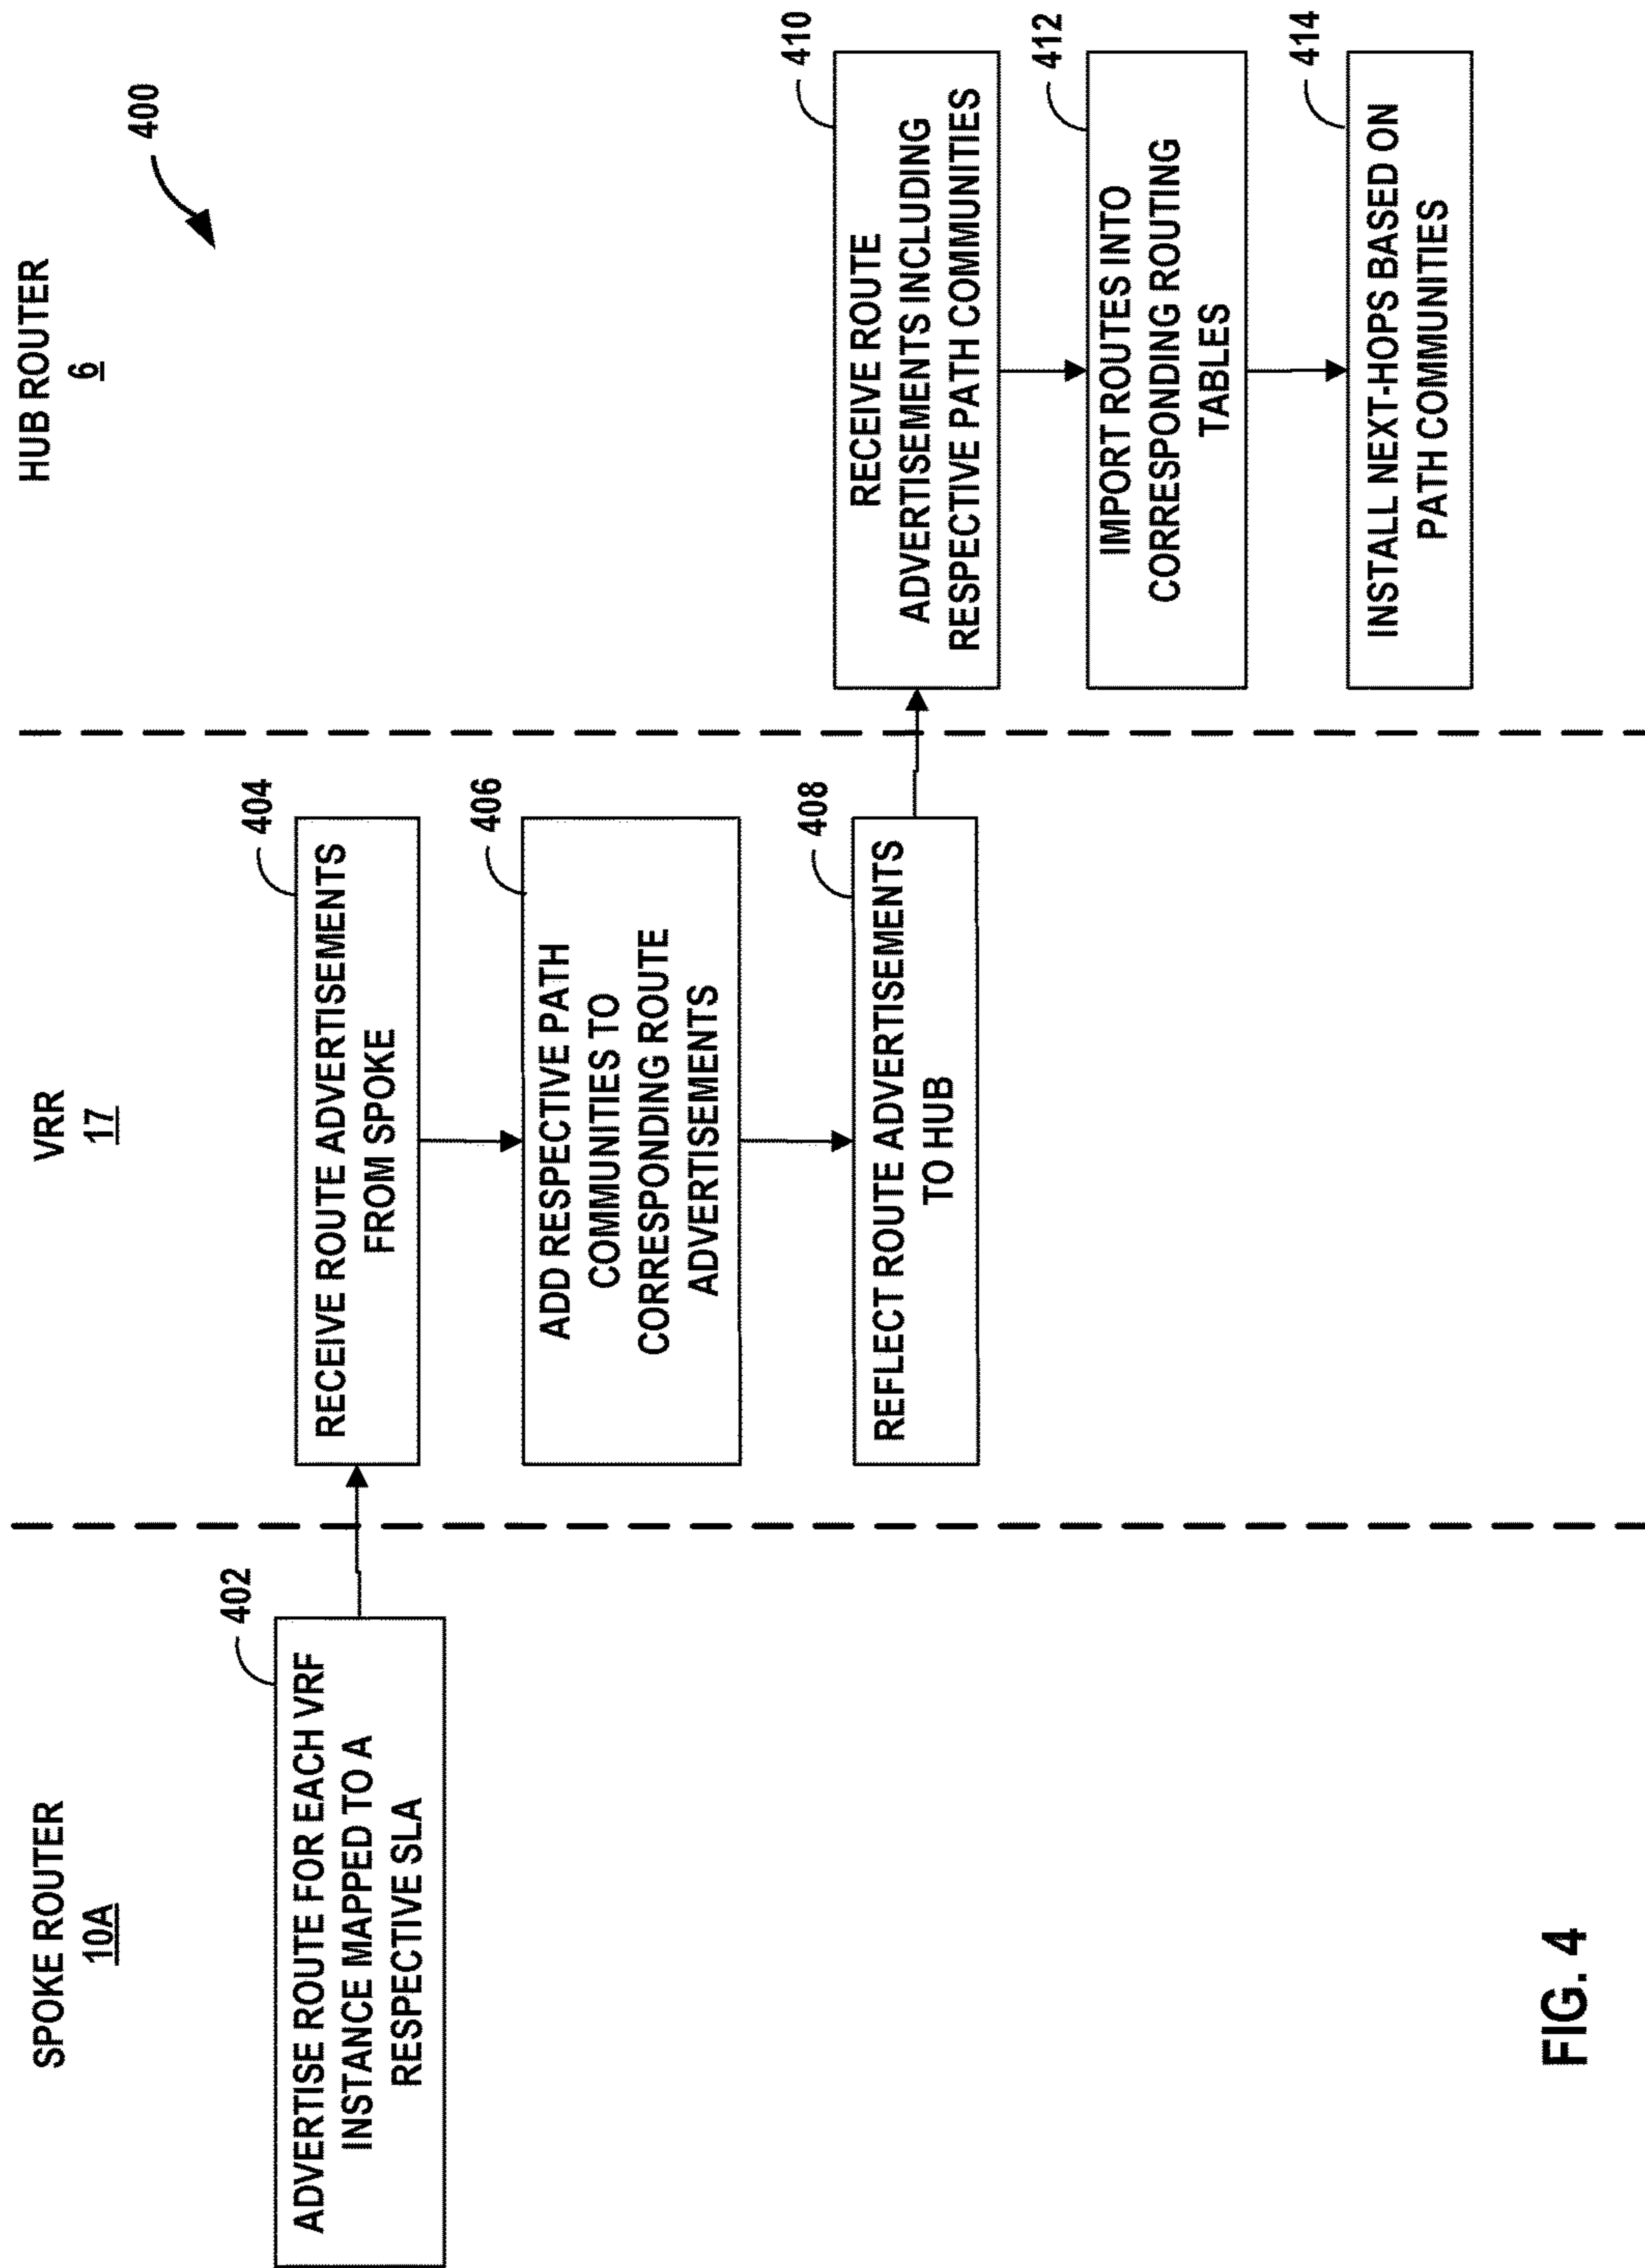 SPOKE ROUTER
10A
VRR
17
HUB ROUTER
6
400
402
ADVERTISE ROUTE FOR EACH VRF
INSTANCE MAPPED TO A
RESPECTIVE SLA
404
RECEIVE ROUTE ADVERTISEMENTS
FROM SPOKE
406
ADD RESPECTIVE PATH
COMMUNITIES TO
CORRESPONDING ROUTE
ADVERTISEMENTS
408
REFLECT ROUTE ADVERTISEMENTS
TO HUB
410
RECEIVE ROUTE
ADVERTISEMENTS INCLUDING
RESPECTIVE PATH COMMUNITIES
412
IMPORT ROUTES INTO
CORRESPONDING ROUTING
TABLES
414
INSTALL NEXT-HOPS BASED ON
PATH COMMUNITIES
FIG. 4